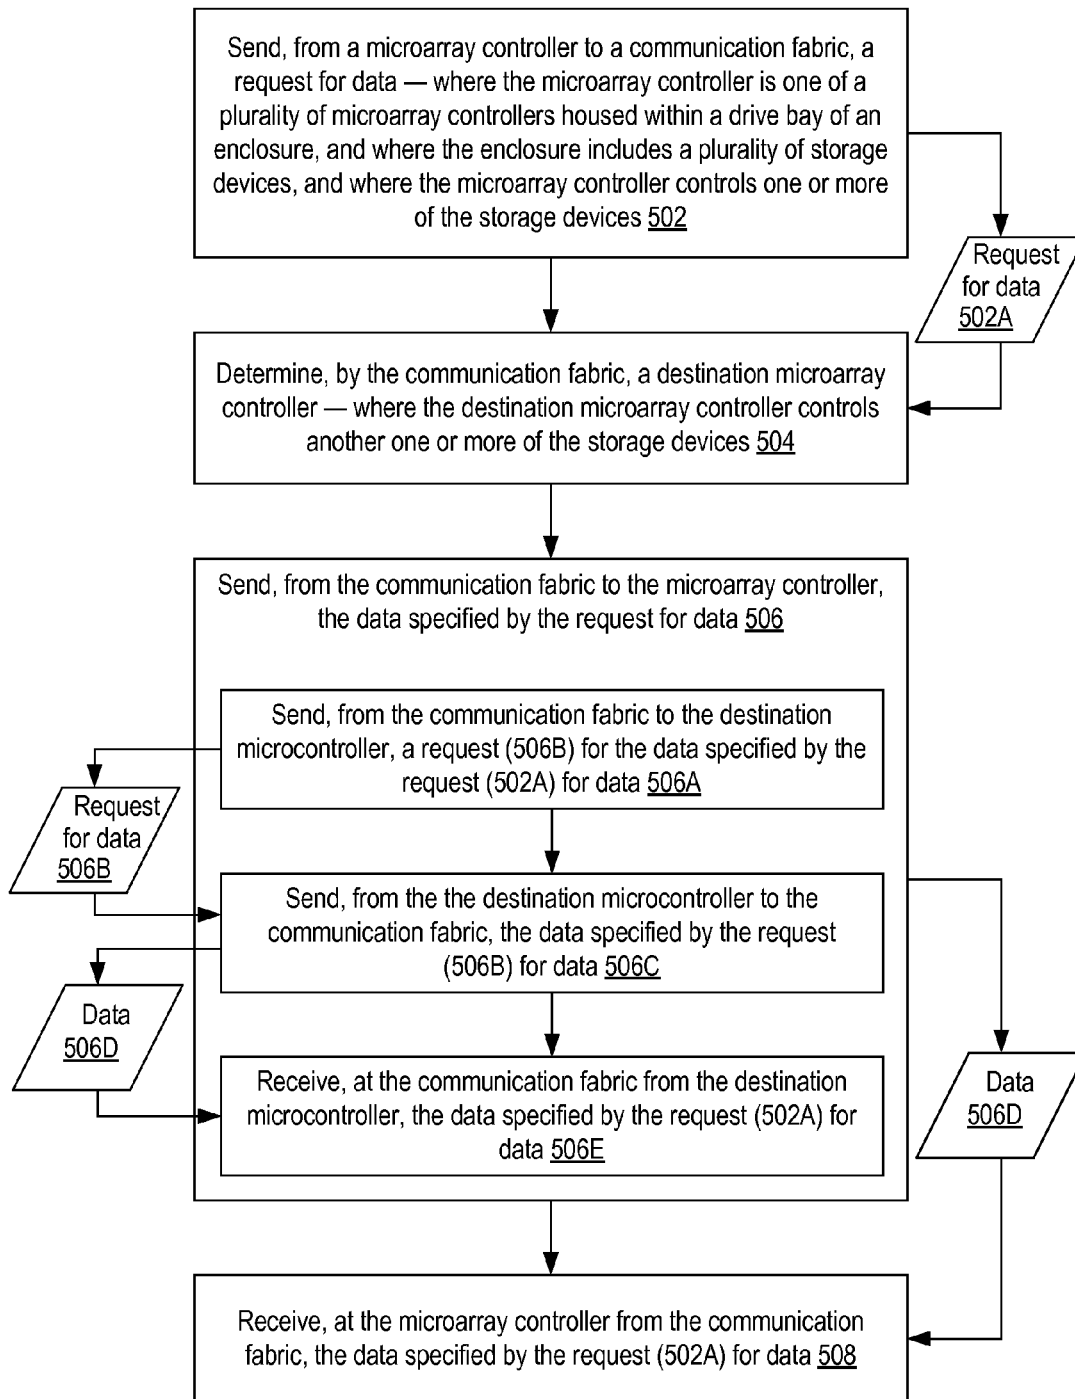 Send, from a microarray controller to a communication fabric, a
request for data — where the microarray controller is one of a
plurality of microarray controllers housed within a drive bay of an
enclosure, and where the enclosure includes a plurality of storage
devices, and where the microarray controller controls one or more
of the storage devices 502
Request
for data
502A
Determine, by the communication fabric, a destination microarray
controller — where the destination microarray controller controls
another one or more of the storage devices 504
Send, from the communication fabric to the microarray controller,
the data specified by the request for data 506
Send, from the communication fabric to the destination
microcontroller, a request (506B) for the data specified by the
request (502A) for data 506A
Request
for data
506B
Send, from the the destination microcontroller to the
communication fabric, the data specified by the request
(506B) for data 506C
Data
506D
Receive, at the communication fabric from the destination
microcontroller, the data specified by the request (502A) for
data 506E
Data
506D
Receive, at the microarray controller from the communication
fabric, the data specified by the request (502A) for data 508